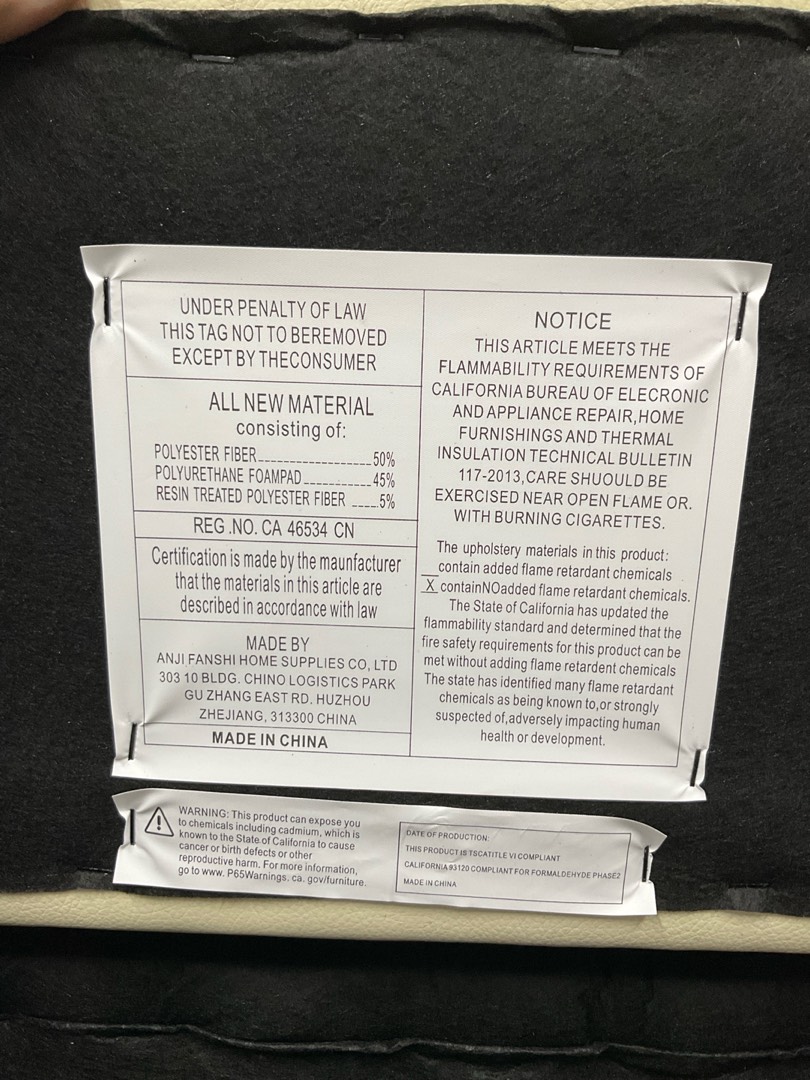 UNDER PENALTY OF LAW
THIS TAG NOT TO BEREMOVED
EXCEPT BY THECONSUMER
ALL NEW MATERIAL
consisting of:
POLYESTER FIBER 50%
POLYURETHANE FOAMPAD 45%
RESIN TREATED POLYESTER FIBER 5%
REG .NO. CA 46534 CN
Certification is made by the maunfacturer
that the materials in this article are
described in accordance with law
MADE BY
ANJI FANSHI HOME SUPPLIES CO, LTD
303 10 BLDG. CHINO LOGISTICS PARK
GU ZHANG EAST RD. HUZHOU
ZHEJIANG, 313300 CHINA
MADE IN CHINA
NOTICE
THIS ARTICLE MEETS THE
FLAMMABILITY REQUIREMENTS OF
CALIFORNIA BUREAU OF ELECRONIC
AND APPLIANCE REPAIR,HOME
FURNISHINGS AND THERMAL
INSULATION TECHNICAL BULLETIN
117-2013,CARE SHUOULD BE
EXERCISED NEAR OPEN FLAME OR.
WITH BURNING CIGARETTES.
The upholstery materials in this product:
contain added flame retardant chemicals
X containNOadded flame retardant chemicals.
The State of California has updated the
flammability standard and determined that the
fire safety requirements for this product can be
met without adding flame retardent chemicals
The state has identified many flame retardant
chemicals as being known to,or strongly
suspected of,adversely impacting human
health or development.
WARNING: This product can expose you
to chemicals including cadmium, which is
known to the State of California to cause
cancer or birth defects or other
reproductive harm. For more information,
go to www. P65Warnings. ca. gov/furniture.
DATE OF PRODUCTION:
THIS PRODUCT IS TSCATITLE VI COMPLIANT
CALIFORNIA 93120 COMPLIANT FOR FORMALDEHYDE PHASE2
MADE IN CHINA